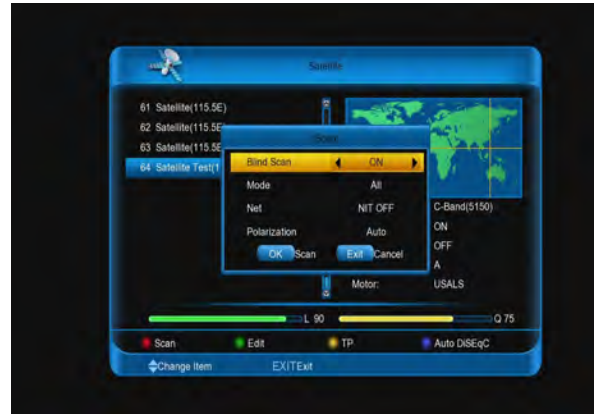 Satellite
61 Satellite(115.5E)
62 Satellite(115.5E
63 Satellite(115.5E
64 Satellite Test(1
Scan
Blind Scan ON
Mode All
Net NIT OFF
Polarization Auto
OK Scan Exit Cancel
C-Band(5150)
ON
OFF
A
Motor: USALS
L 90 Q 75
Scan Edit TP Auto DiSEqC
Change Item EXIT Exit